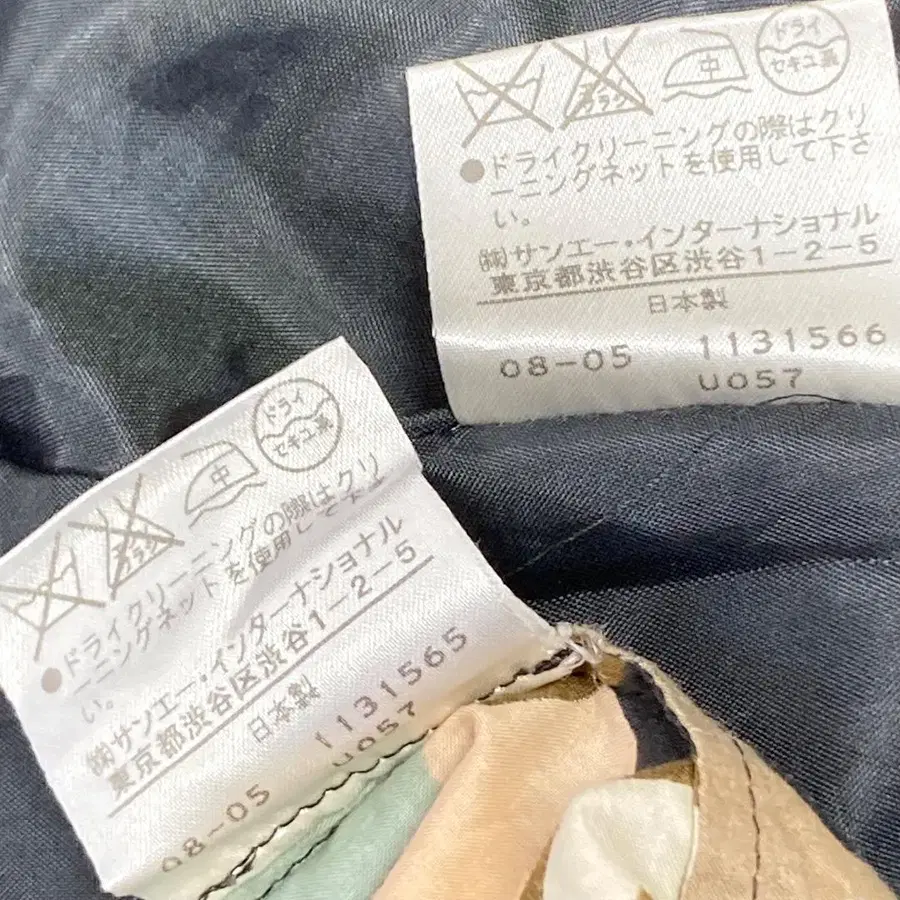 ブラシ
中
ドライ
セキユ系
●ドライクリーニングの際はクリ
ーニングネットを使用して下さ
い。
㈱サンエー・インターナショナル
東京都渋谷区渋谷1-2-5
日本製
08-05 1131566
U057
ブラシ
中
ドライ
セキユ系
●ドライクリーニングの際はクリ
ーニングネットを使用して下
い。
㈱サンエー・インターナショナル
東京都渋谷区渋谷1-2-5
日本製
08-05 1131565
U057